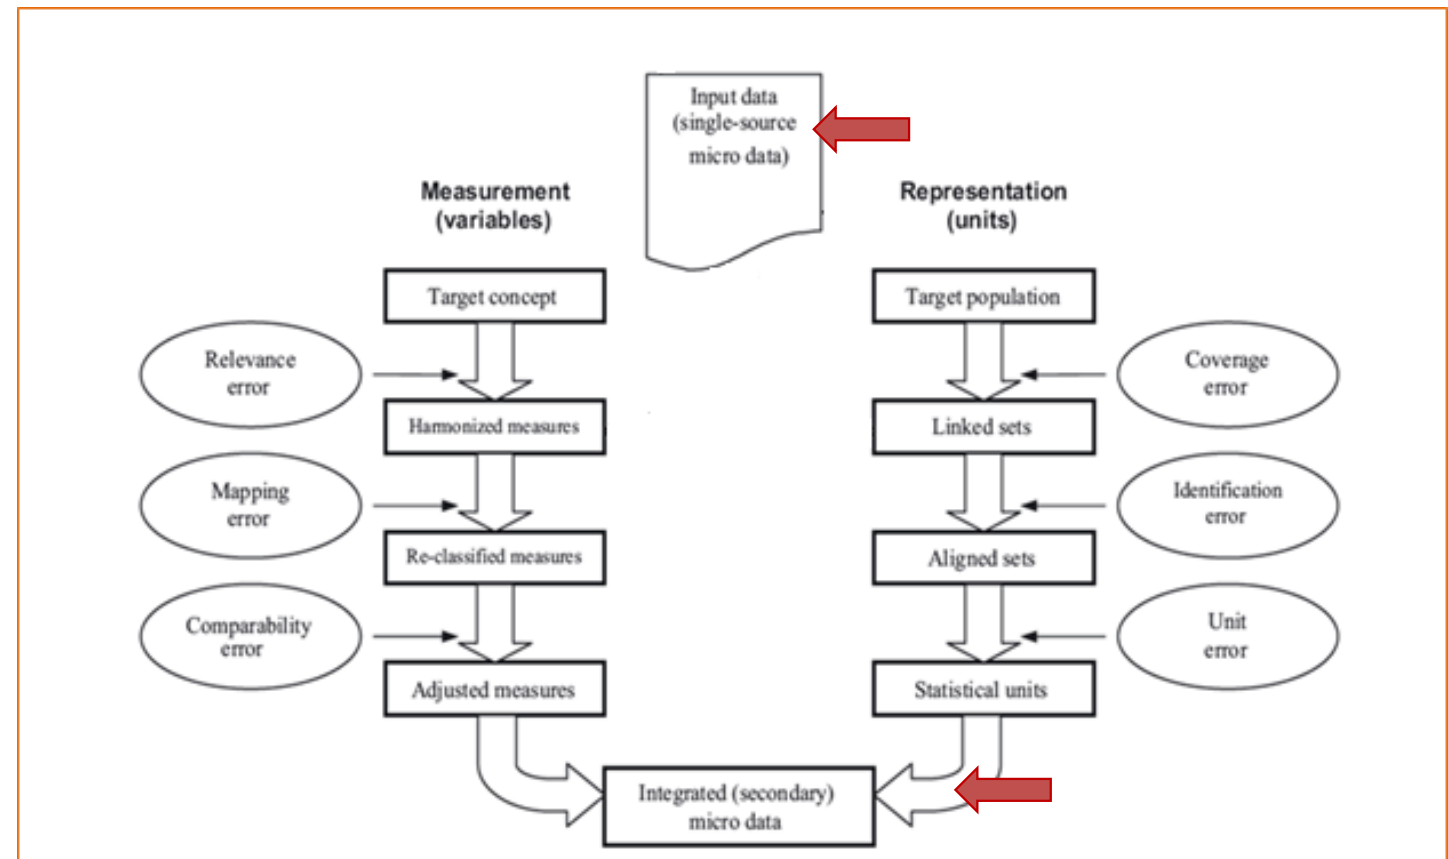 Input data
(single-source
micro data)
Measurement
(variables)
Representation
(units)
Target concept
Target population
Relevance
error
Coverage
error
Harmonized measures
Linked sets
Mapping
error
Identification
error
Re-classified measures
Aligned sets
Comparability
error
Unit
error
Adjusted measures
Statistical units
Integrated (secondary)
micro data